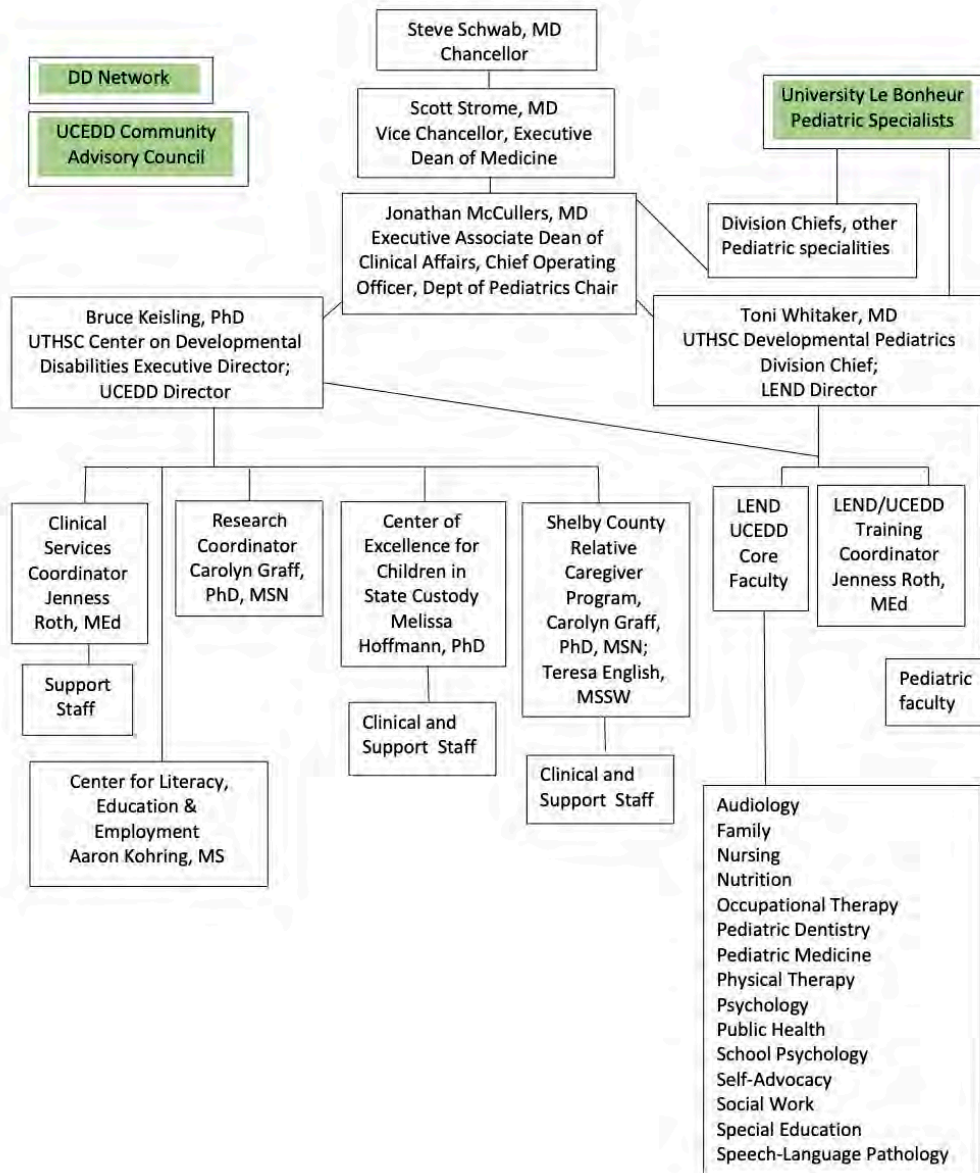 Steve Schwab, MD
Chancellor
DD Network
UCEDD Community
Advisory Council
University Le Bonheur
Pediatric Specialists
Scott Strome, MD
Vice Chancellor, Executive
Dean of Medicine
Jonathan McCullers, MD
Executive Associate Dean of
Clinical Affairs, Chief Operating
Officer, Dept of Pediatrics Chair
Division Chiefs, other
Pediatric specialities
Bruce Keisling, PhD
UTHSC Center on Developmental
Disabilities Executive Director;
UCEDD Director
Toni Whitaker, MD
UTHSC Developmental Pediatrics
Division Chief;
LEND Director
Clinical
Services
Coordinator
Jenness
Roth, MEd
Research
Coordinator
Carolyn Graff,
PhD, MSN
Center of
Excellence for
Children in
State Custody
Melissa
Hoffmann, PhD
Shelby County
Relative
Caregiver
Program,
Carolyn Graff,
PhD, MSN;
Teresa English,
MSSW
LEND
UCEDD
Core
Faculty
LEND/UCEDD
Training
Coordinator
Jenness Roth,
MEd
Support
Staff
Clinical and
Support Staff
Pediatric
faculty
Center for Literacy,
Education &
Employment
Aaron Kohring, MS
Clinical and
Support Staff
Audiology
Family
Nursing
Nutrition
Occupational Therapy
Pediatric Dentistry
Pediatric Medicine
Physical Therapy
Psychology
Public Health
School Psychology
Self-Advocacy
Social Work
Special Education
Speech-Language Pathology